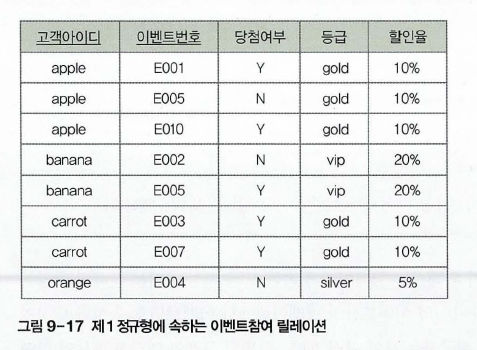 고객아이디 이벤트번호 당첨여부 등급 할인율
apple E001 Y gold 10%
apple E005 N gold 10%
apple E010 Y gold 10%
banana E002 N vip 20%
banana E005 Y vip 20%
carrot E003 Y gold 10%
carrot E007 Y gold 10%
orange E004 N silver 5%
그림 9-17 제1정규형에 속하는 이벤트참여 릴레이션